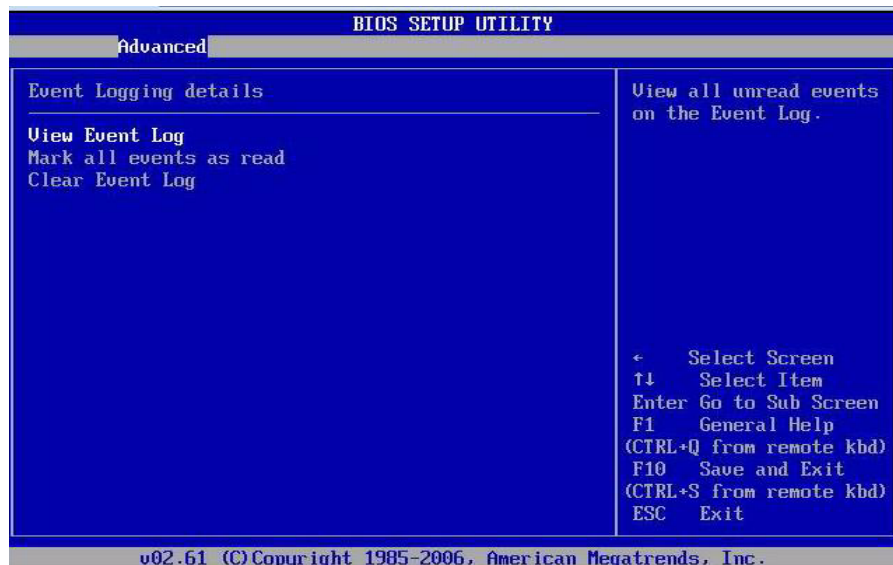 BIOS SETUP UTILITY
Advanced
Event Logging details
View Event Log
Mark all events as read
Clear Event Log
View all unread events
on the Event Log.
← Select Screen
↑↓ Select Item
Enter Go to Sub Screen
F1 General Help
(CTRL+Q from remote kbd)
F10 Save and Exit
(CTRL+S from remote kbd)
ESC Exit
v02.61 (C)Copyright 1985-2006, American Megatrends, Inc.